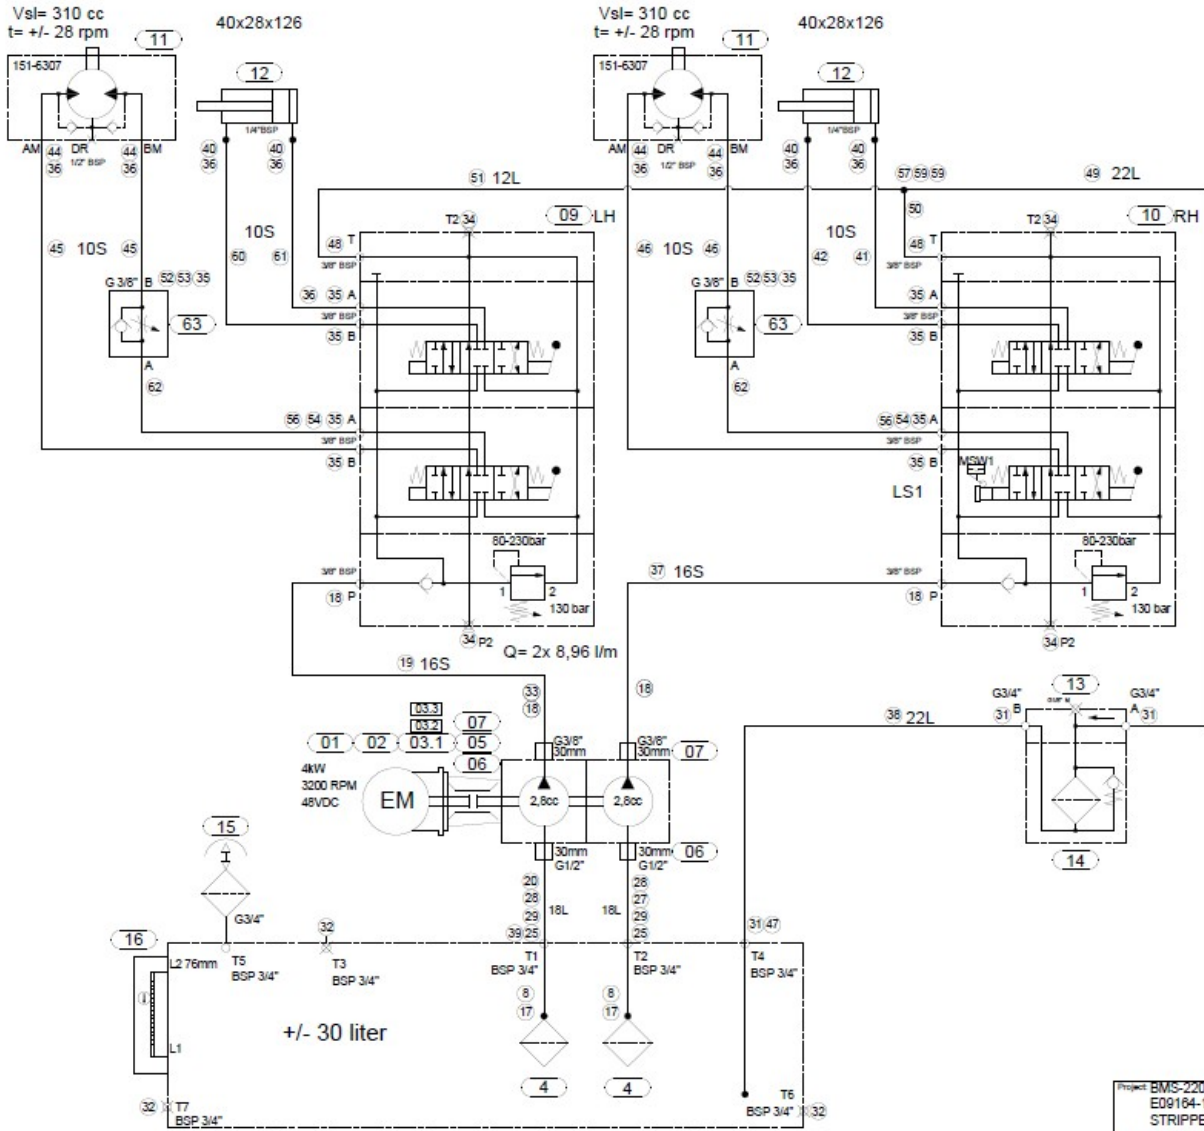 Vsl= 310 cc
t= +/- 28 rpm
11
40x28x126
151-6307
12
1/4"BSP
AM 44 DR 44 BM
36 1/2" BSP 36
40 40
36 36
Vsl= 310 cc
t= +/- 28 rpm
11
40x28x126
151-6307
12
1/4"BSP
AM 44 DR 44 BM
36 1/2" BSP 36
40 40
36 36
51 12L
57 59 59
49 22L
50
T2 34
09 LH
T2 34
10 RH
45 10S 45
10S
60 61
48 T
3/8" BSP
46 10S 46
10S
42 41
48 T
3/8" BSP
G 3/8" B 52 53 35
63
A
62
36 35 A
3/8" BSP
35 B
G 3/8" B 52 53 35
63
A
62
35 A
3/8" BSP
35 B
56 54 35 A
3/8" BSP
35 B
56 54 35 A
3/8" BSP
35 B
MSW1
LS1
80-230bar
3/8" BSP
18 P
1 2
130 bar
34 P2
37 16S
80-230bar
3/8" BSP
18 P
1 2
130 bar
34 P2
Q= 2x 8,96 l/m
19 16S
33
18
18
03.3
03.2
07
01 02 03.1 05
06
G3/8"
30mm
G3/8"
30mm
07
4kW
3200 RPM
48VDC
EM
2,8cc
2,8cc
30mm
G1/2"
30mm
G1/2"
06
38 22L
G3/4"
B
31
13
G3/4"
A
31
14
15
G3/4"
20
28
29
39 25
18L
18L
28
27
29
25
31 47
16
L2 76mm
T5
BSP 3/4"
32
T3
BSP 3/4"
T1
BSP 3/4"
T2
BSP 3/4"
T4
BSP 3/4"
8
17
8
17
+/- 30 liter
L1
4
4
32 T7
BSP 3/4"
T6
BSP 3/4" 32
Project: BMS-220
E09164-
STRIPPE